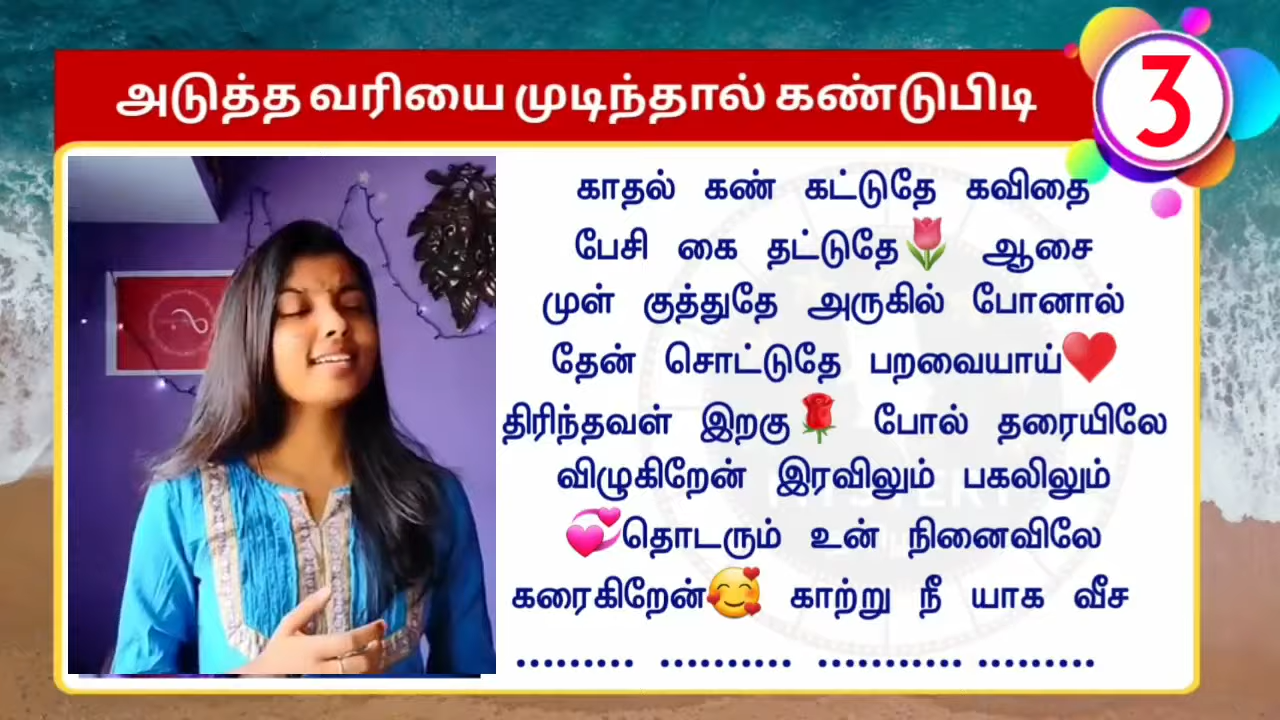 அடுத்த வரியை முடிந்தால் கண்டுபிடி
3
காதல் கண் கட்டுதே கவிதை
பேசி கை தட்டுதே🌷 ஆசை
முள் குத்துதே அருகில் போனால்
தேன் சொட்டுதே பறவையாய்❤️
திரிந்தவள் இறகு🌹 போல் தரையிலே
விழுகிறேன் இரவிலும் பகலிலும்
💞தொடரும் உன் நினைவிலே
கரைகிறேன்🥰 காற்று நீ யாக வீச
......... .......... ........... .........